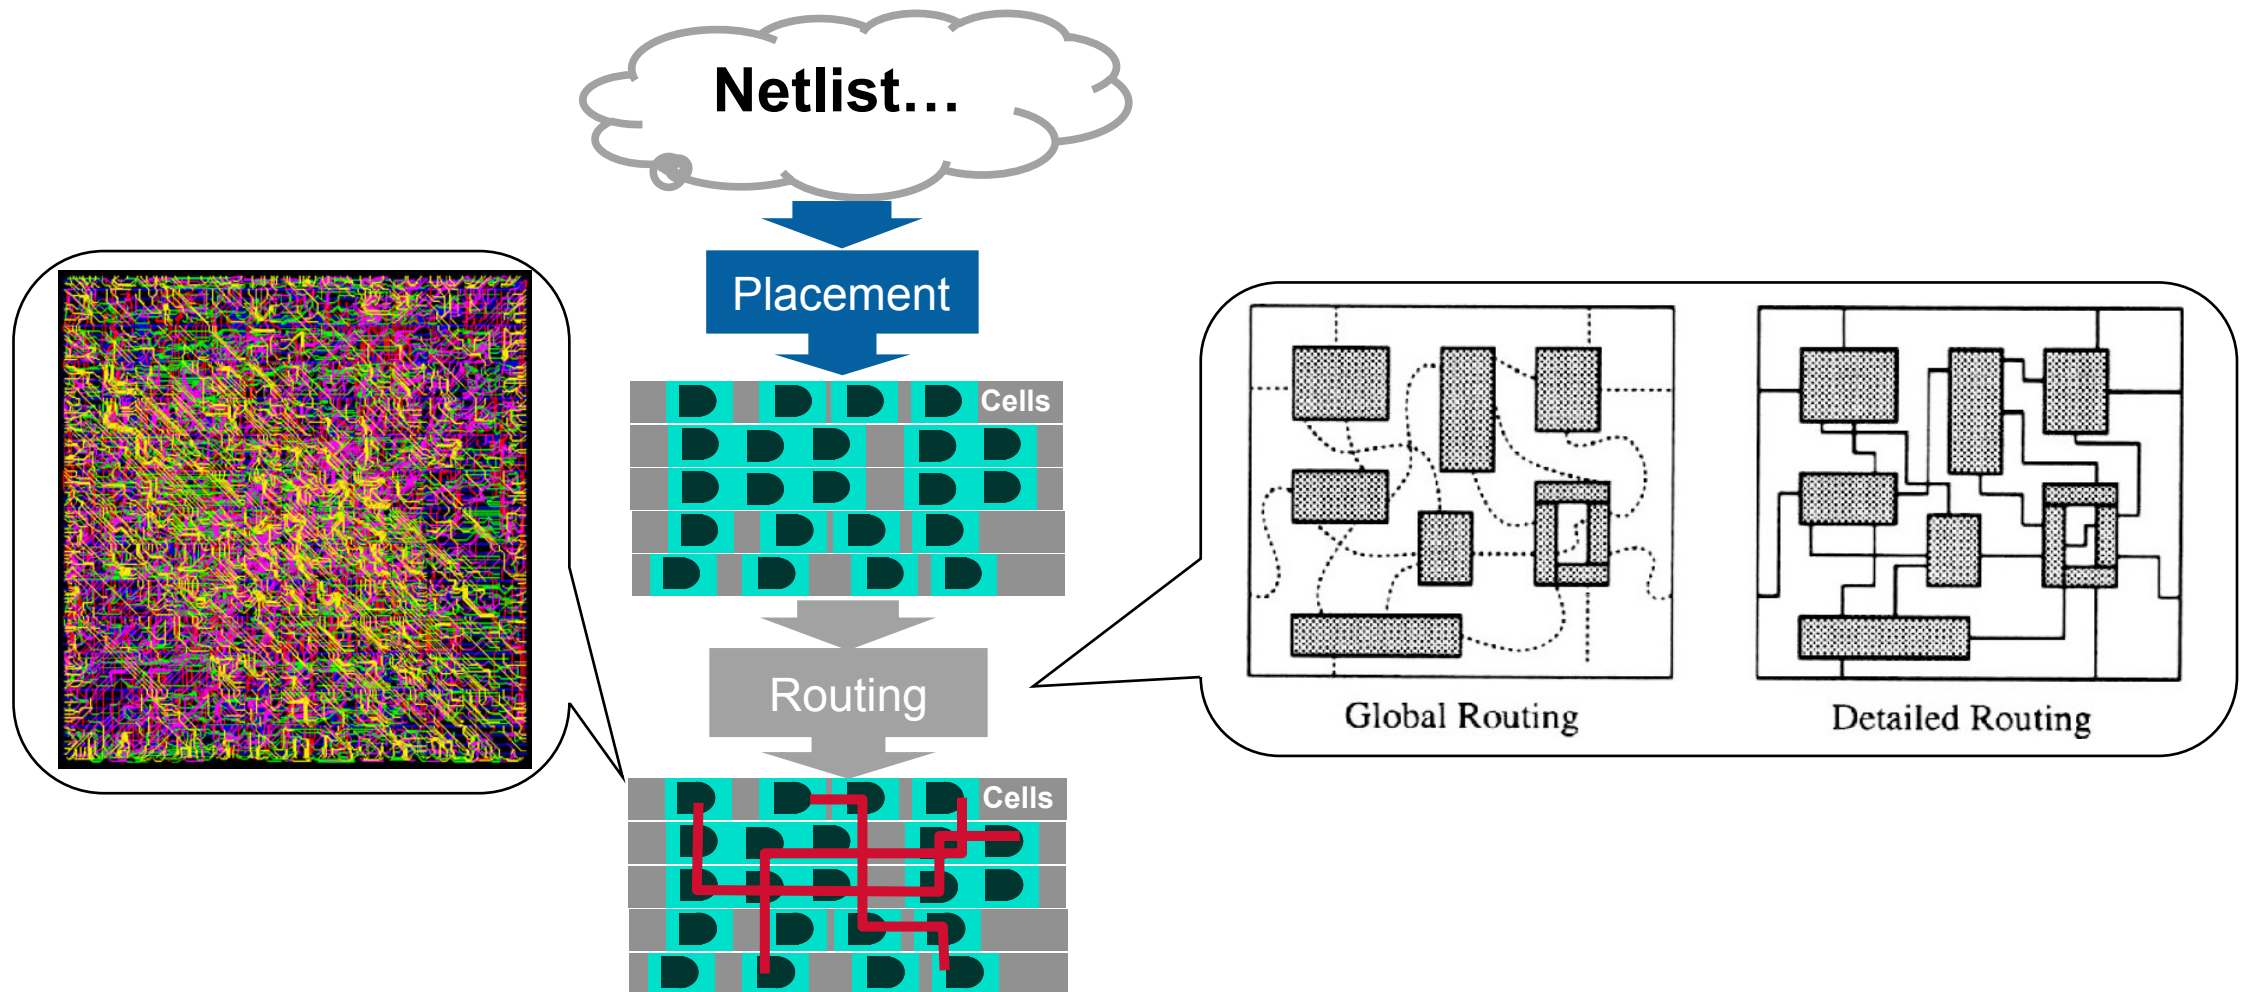 Netlist…
Placement
Cells
Routing
Global Routing
Detailed Routing
Cells